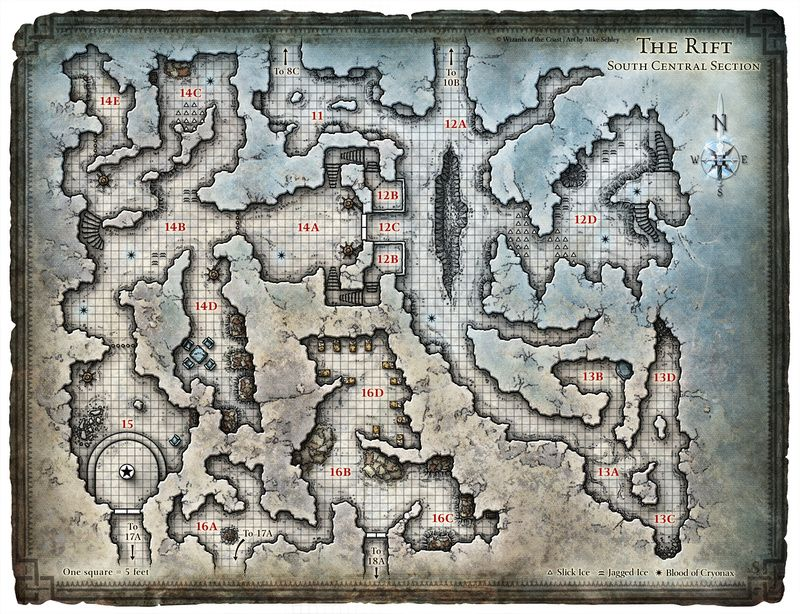 © Wizards of the Coast | Art by Mike Schley
THE RIFT
SOUTH CENTRAL SECTION
To 8C
To
10B
14E
14C
11
12A
N
W
E
S
12B
12D
14B
14A
12C
12B
14D
13B
13D
16D
15
16B
13A
16C
13C
16A
To 17A
To
17A
To
18A
One square = 5 feet
Slick Ice
Jagged Ice
Blood of Cryonax